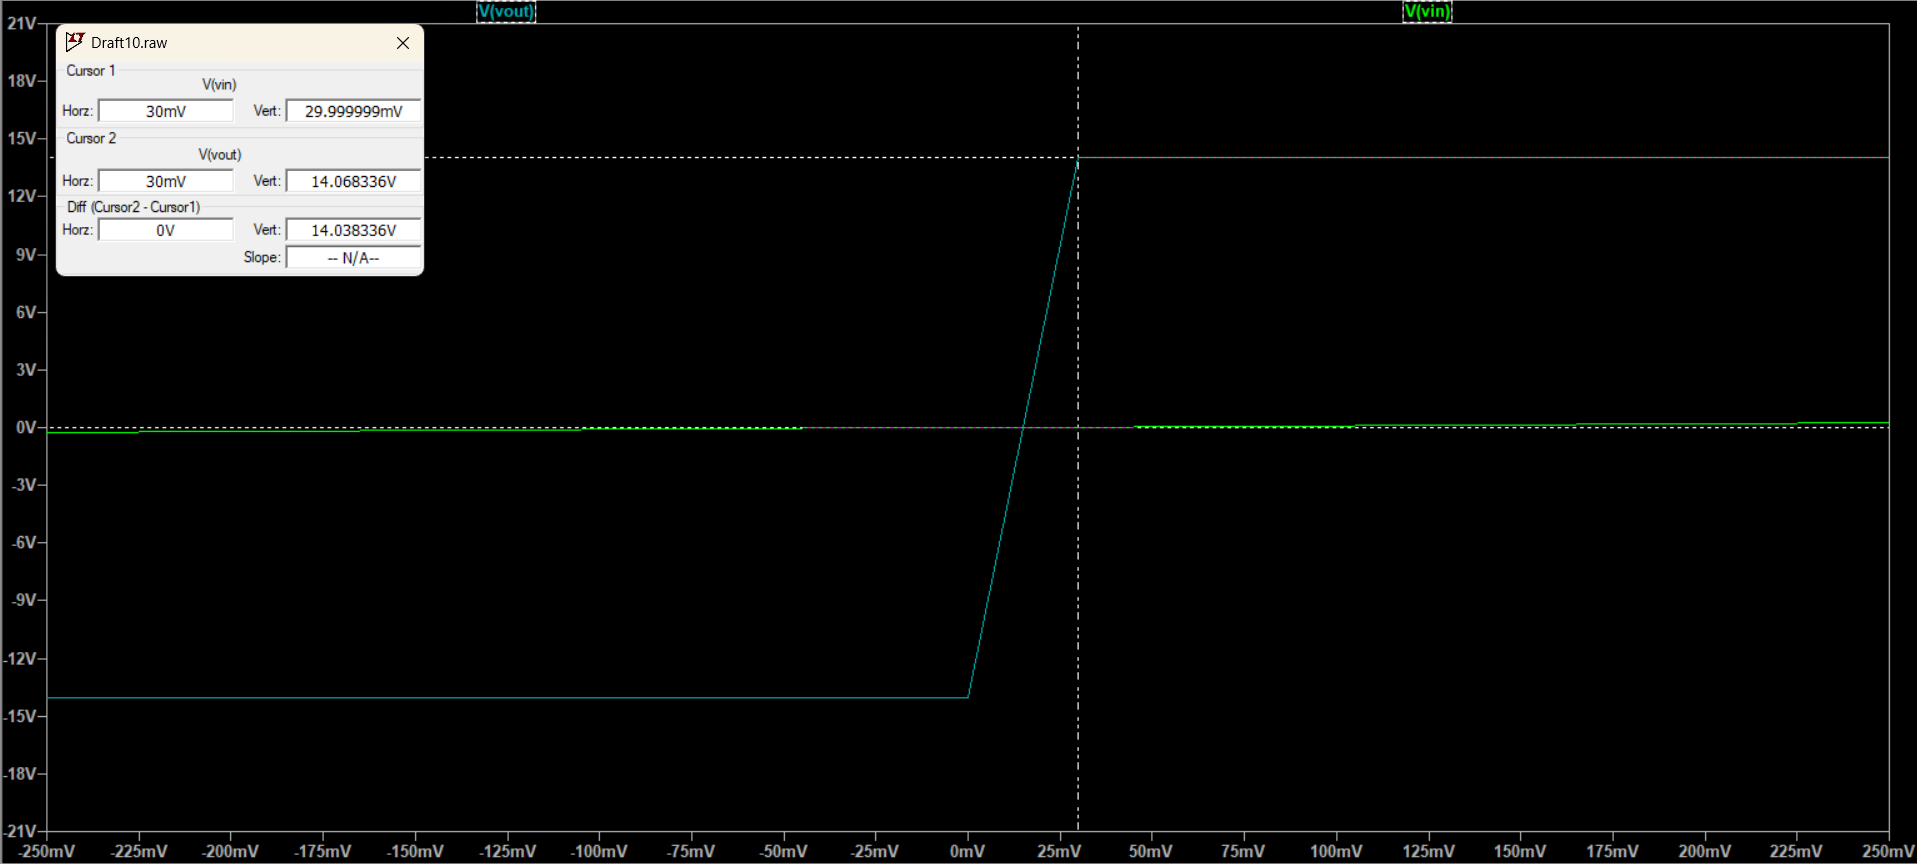 V(vout) V(vin)
21V
18V
15V
12V
9V
6V
3V
0V
-3V
-6V
-9V
-12V
-15V
-18V
-21V
Draft10.raw
Cursor 1
V(vin)
Horz: 30mV Vert: 29.999999mV
Cursor 2
V(vout)
Horz: 30mV Vert: 14.068336V
Diff (Cursor2 - Cursor1)
Horz: 0V Vert: 14.038336V
Slope: -- N/A--
-250mV -225mV -200mV -175mV -150mV -125mV -100mV -75mV -50mV -25mV 0mV 25mV 50mV 75mV 100mV 125mV 150mV 175mV 200mV 225mV 250mV